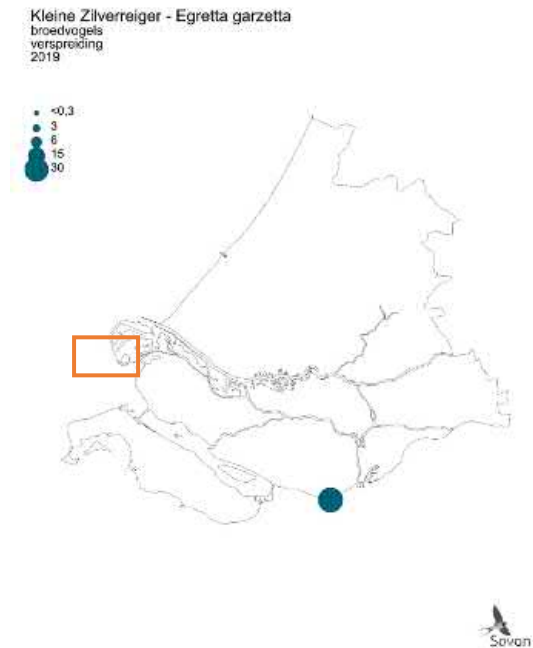 Kleine Zilverreiger - Egretta garzetta
broedvogels
verspreiding
2019
<0,3
3
6
15
30
Sovon